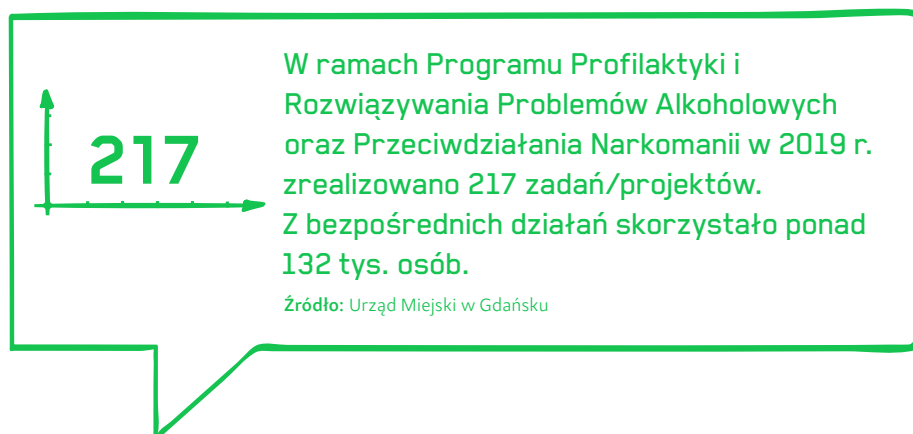 217
W ramach Programu Profilaktyki i
Rozwiązywania Problemów Alkoholowych
oraz Przeciwdziałania Narkomanii w 2019 r.
zrealizowano 217 zadań/projektów.
Z bezpośrednich działań skorzystało ponad
132 tys. osób.
Źródło: Urząd Miejski w Gdańsku